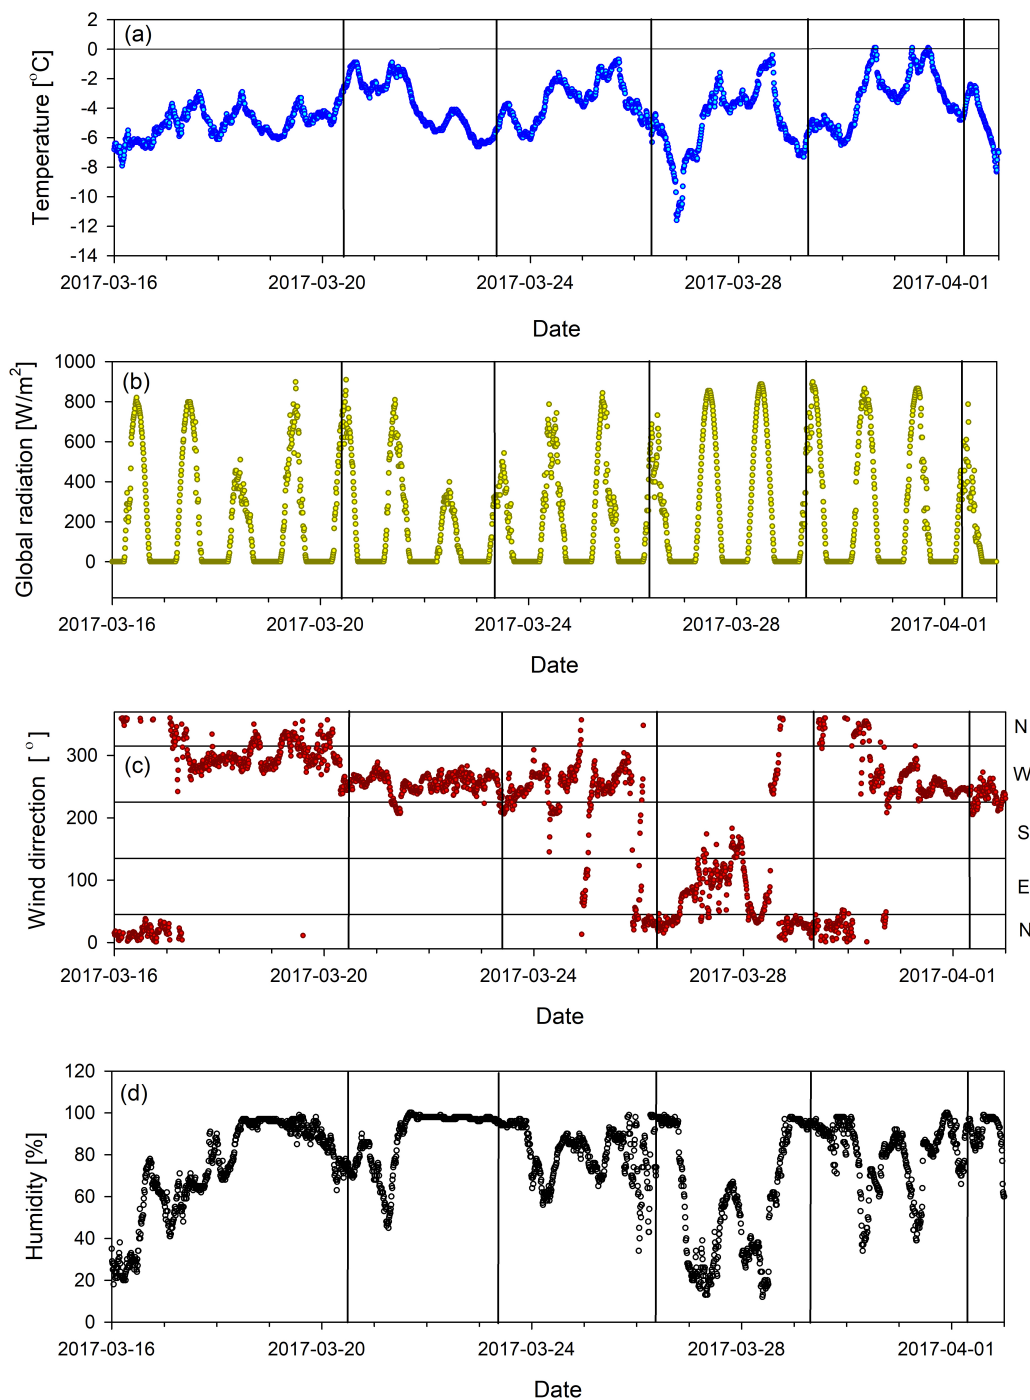 (a)
Temperature [°C]
2
0
-2
-4
-6
-8
-10
-12
-14
2017-03-16 2017-03-20 2017-03-24 2017-03-28 2017-04-01
Date
(b)
Global radiation [W/m²]
1000
800
600
400
200
0
2017-03-16 2017-03-20 2017-03-24 2017-03-28 2017-04-01
Date
(c)
Wind dirrection [°]
300
200
100
0
N
W
S
E
N
2017-03-16 2017-03-20 2017-03-24 2017-03-28 2017-04-01
Date
(d)
Humidity [%]
120
100
80
60
40
20
0
2017-03-16 2017-03-20 2017-03-24 2017-03-28 2017-04-01
Date